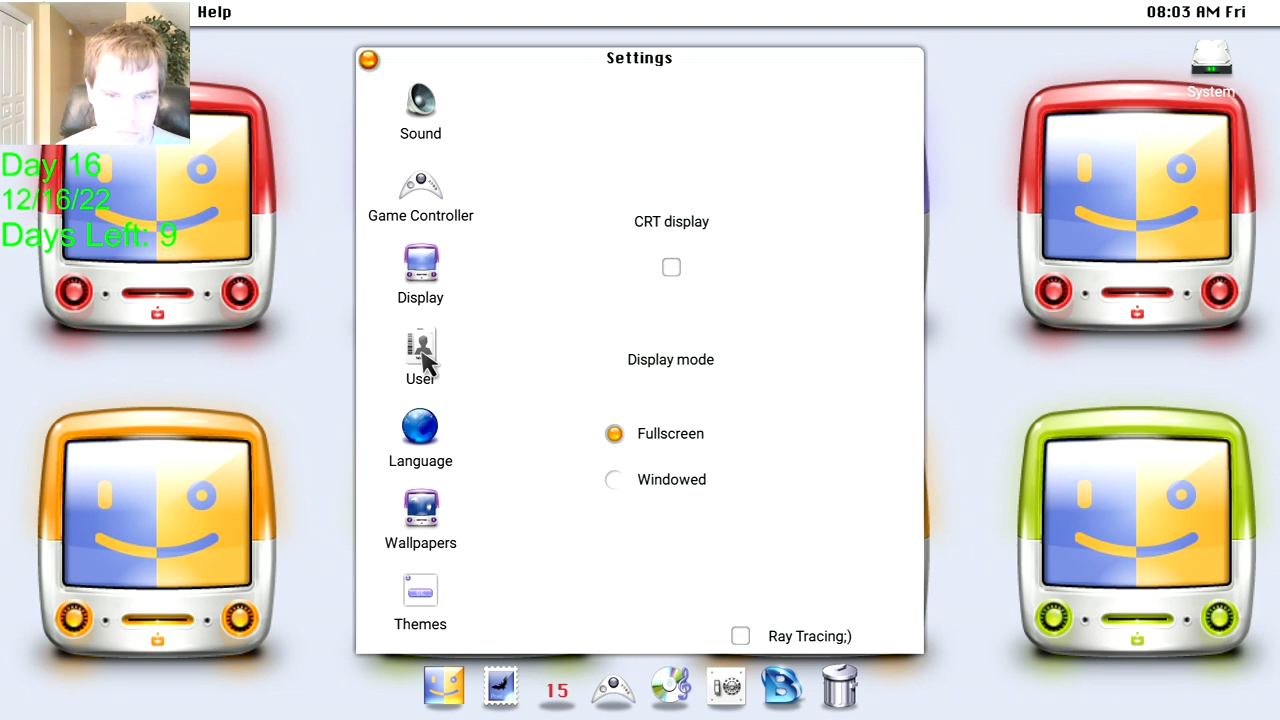 Help
08:03 AM Fri
Settings
System
Day 16
12/16/22
Days Left: 9
Sound
Game Controller
Display
User
Language
Wallpapers
Themes
CRT display
Display mode
Fullscreen
Windowed
Ray Tracing;)
15